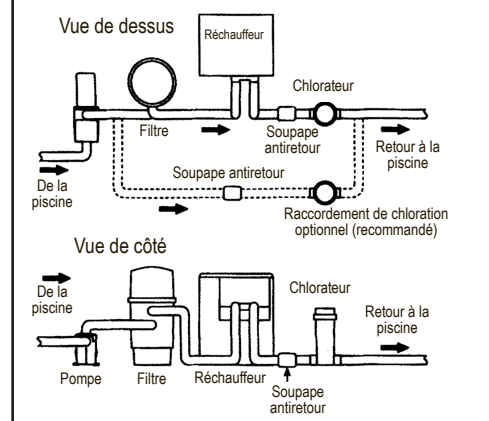 Vue de dessus
Réchauffeur
Chlorateur
Filtre
Soupape
antiretour
Retour à la
piscine
Soupape antiretour
De la
piscine
Raccordement de chloration
optionnel (recommandé)
Vue de côté
De la
piscine
Chlorateur
Retour à la
piscine
Pompe
Filtre
Réchauffeur
Soupape
antiretour